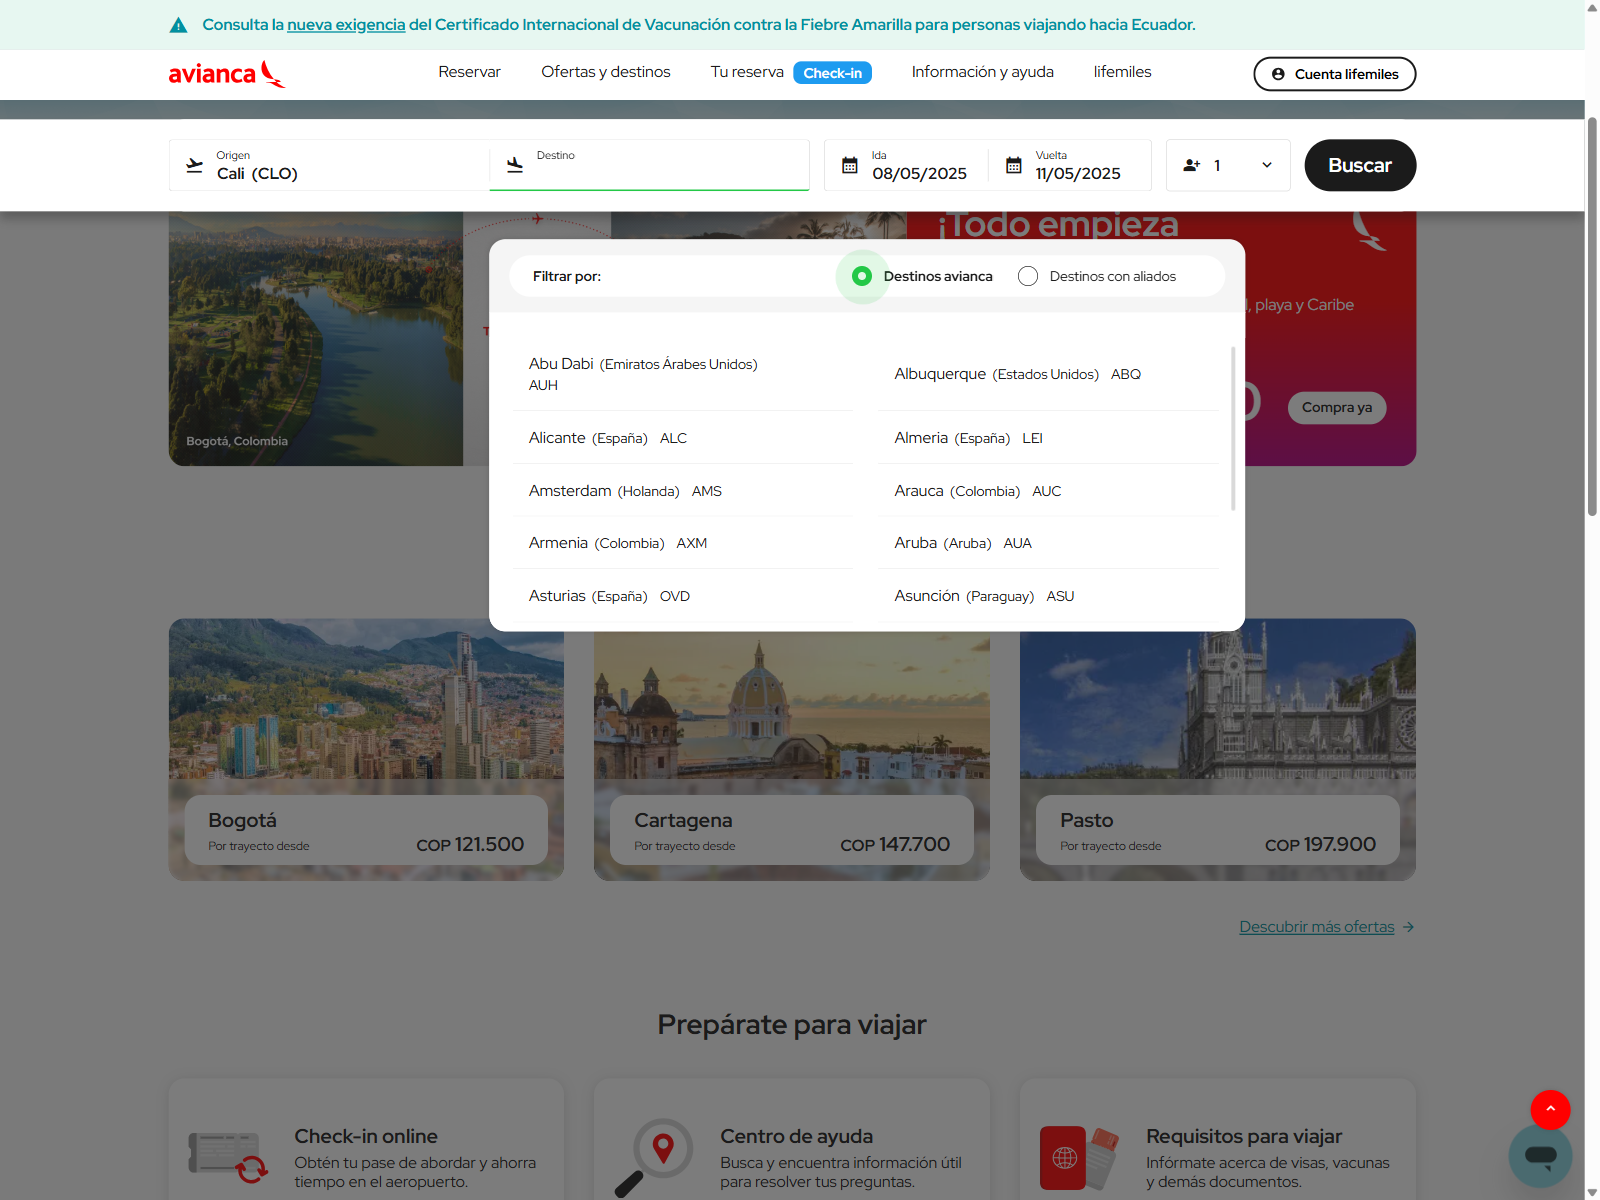 Consulta la nueva exigencia del Certificado Internacional de Vacunación contra la Fiebre Amarilla para personas viajando hacia Ecuador.
avianca
Reservar
Ofertas y destinos
Tu reserva
Check-in
Información y ayuda
lifemiles
Cuenta lifemiles
Origen
Cali (CLO)
Destino
Ida
08/05/2025
Vuelta
11/05/2025
1
Buscar
¡Todo empieza
playa y Caribe
Compra ya
Bogotá, Colombia
Filtrar por:
Destinos avianca
Destinos con aliados
Abu Dabi (Emiratos Árabes Unidos)
AUH
Albuquerque (Estados Unidos) ABQ
Alicante (España) ALC
Almeria (España) LEI
Amsterdam (Holanda) AMS
Arauca (Colombia) AUC
Armenia (Colombia) AXM
Aruba (Aruba) AUA
Asturias (España) OVD
Asunción (Paraguay) ASU
Bogotá
Por trayecto desde
COP 121.500
Cartagena
Por trayecto desde
COP 147.700
Pasto
Por trayecto desde
COP 197.900
Descubrir más ofertas
Prepárate para viajar
Check-in online
Obtén tu pase de abordar y ahorra
tiempo en el aeropuerto.
Centro de ayuda
Busca y encuentra información útil
para resolver tus preguntas.
Requisitos para viajar
Infórmate acerca de visas, vacunas
y demás documentos.